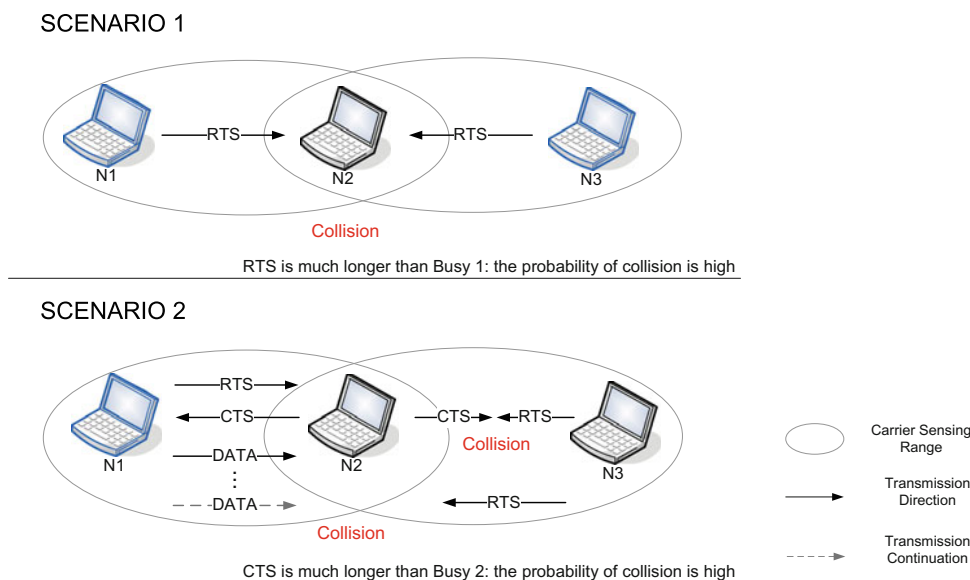 SCENARIO 1
RTS
RTS
N1
N2
N3
Collision
RTS is much longer than Busy 1: the probability of collision is high
SCENARIO 2
RTS
CTS
CTS
RTS
Collision
N1
DATA
N2
N3
DATA
RTS
Collision
CTS is much longer than Busy 2: the probability of collision is high
Carrier Sensing
Range
Transmission
Direction
Transmission
Continuation